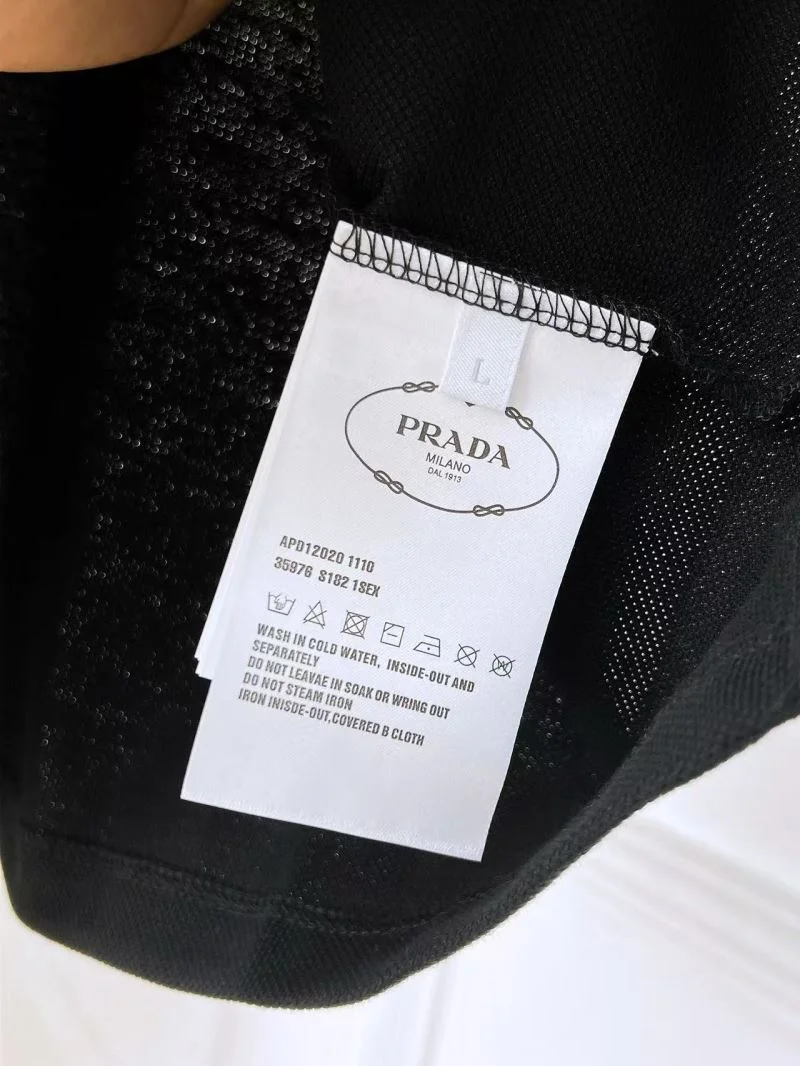 L
PRADA
MILANO
DAL 1913
APD12020 1110
35976 S182 1SEX
WASH IN COLD WATER, INSIDE-OUT AND
SEPARATELY
DO NOT LEAVAE IN SOAK OR WRING OUT
DO NOT STEAM IRON
IRON INISDE-OUT,COVERED B CLOTH